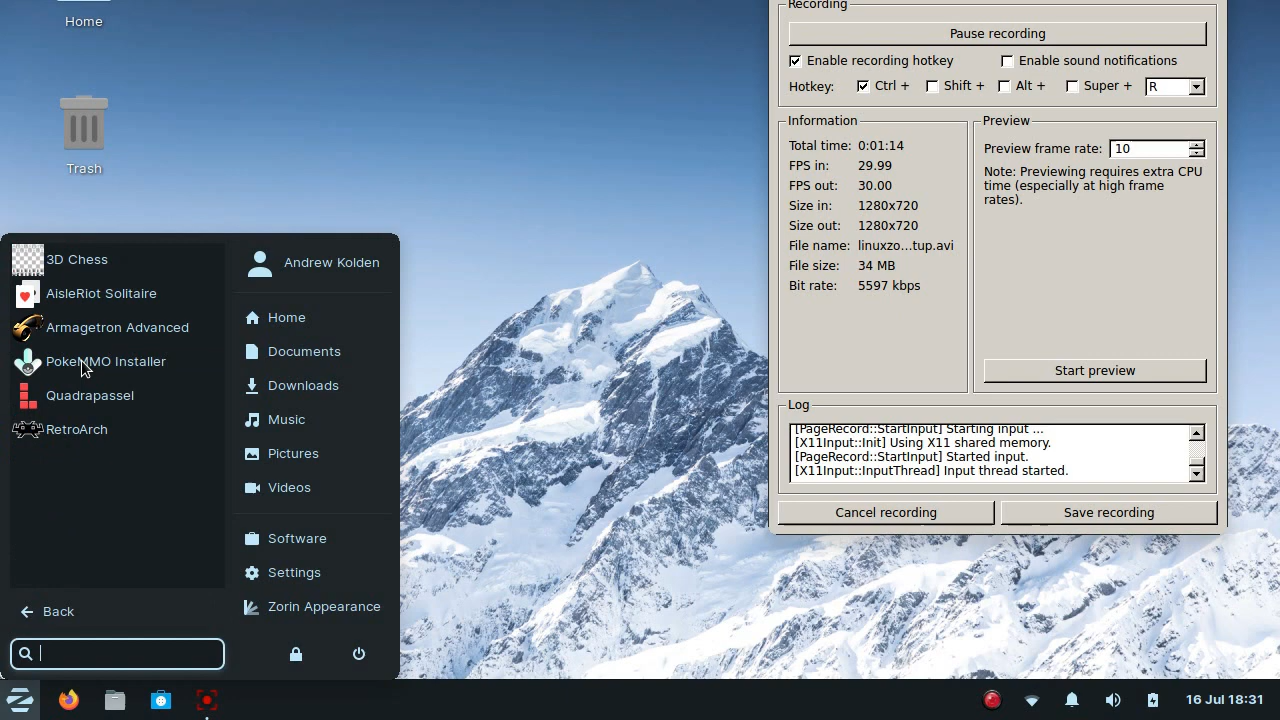 Home
Trash
3D Chess
AisleRiot Solitaire
Armagetron Advanced
PokeMMO Installer
Quadrapassel
RetroArch
Back
Andrew Kolden
Home
Documents
Downloads
Music
Pictures
Videos
Software
Settings
Zorin Appearance
Recording
Pause recording
Enable recording hotkey
Enable sound notifications
Hotkey: Ctrl + Shift + Alt + Super + R
Information
Total time: 0:01:14
FPS in: 29.99
FPS out: 30.00
Size in: 1280x720
Size out: 1280x720
File name: linuxzo...tup.avi
File size: 34 MB
Bit rate: 5597 kbps
Preview
Preview frame rate: 10
Note: Previewing requires extra CPU
time (especially at high frame
rates).
Start preview
Log
[PageRecord::StartInput] Starting input ...
[X11Input::Init] Using X11 shared memory.
[PageRecord::StartInput] Started input.
[X11Input::InputThread] Input thread started.
Cancel recording
Save recording
16 Jul 18:31